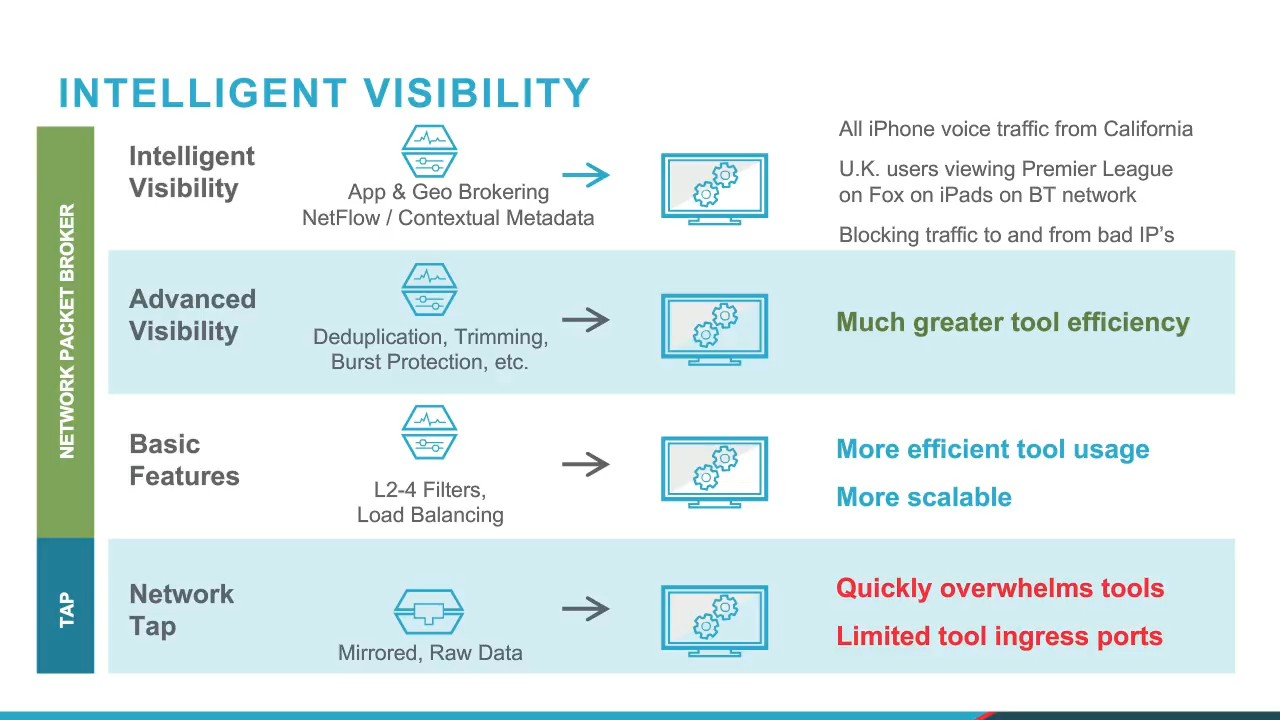 INTELLIGENT VISIBILITY
NETWORK PACKET BROKER
Intelligent
Visibility
App & Geo Brokering
NetFlow / Contextual Metadata
All iPhone voice traffic from California
U.K. users viewing Premier League
on Fox on iPads on BT network
Blocking traffic to and from bad IP’s
Advanced
Visibility
Deduplication, Trimming,
Burst Protection, etc.
Much greater tool efficiency
Basic
Features
L2-4 Filters,
Load Balancing
More efficient tool usage
More scalable
TAP
Network
Tap
Mirrored, Raw Data
Quickly overwhelms tools
Limited tool ingress ports